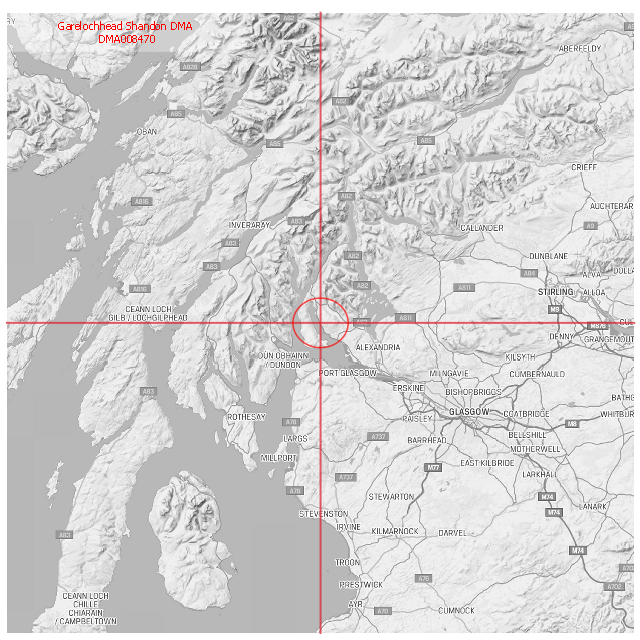 Garelochhead Shandon DMA
DMA008470
A82
ABERFELDY
A828
A82
A85
OBAN
A85
A85
CRIEFF
A82
A816
AUCHTERAR
INVERARAY
A83
CALLANDER
A9
A83
A82
DUNBLANE
A83
A84
ALVA
A82
A811
STIRLING
ALLOA
A816
CEANN LOCH
GILB / LOCHGILPHEAD
M9
A811
M876
DENNY
GRANGEMOUT
ALEXANDRIA
DUN OBHAINNI
/ DUNOON
KILSYTH
PORT GLASGOW
MILNGAVIE
CUMBERNAULD
ERSKINE
BISHOPBRIGGS
A83
BATHG
ROTHESAY
PAISLEY
GLASGOW
COATBRIDGE
WHITBUR
A78
M8
LARGS
A737
BARRHEAD
BELLSHILL
MOTHERWELL
MILLPORT
EAST KILBRIDE
M77
A737
LARKHALL
A78
STEWARTON
M74
LANARK
STEVENSTON
M74
IRVINE
KILMARNOCK
DARVEL
A83
M74
TROON
A76
PRESTWICK
A702
CEANN LOCH
CHILLE
CHIARAIN
/ CAMPBELTOWN
AYR
A70
CUMNOCK